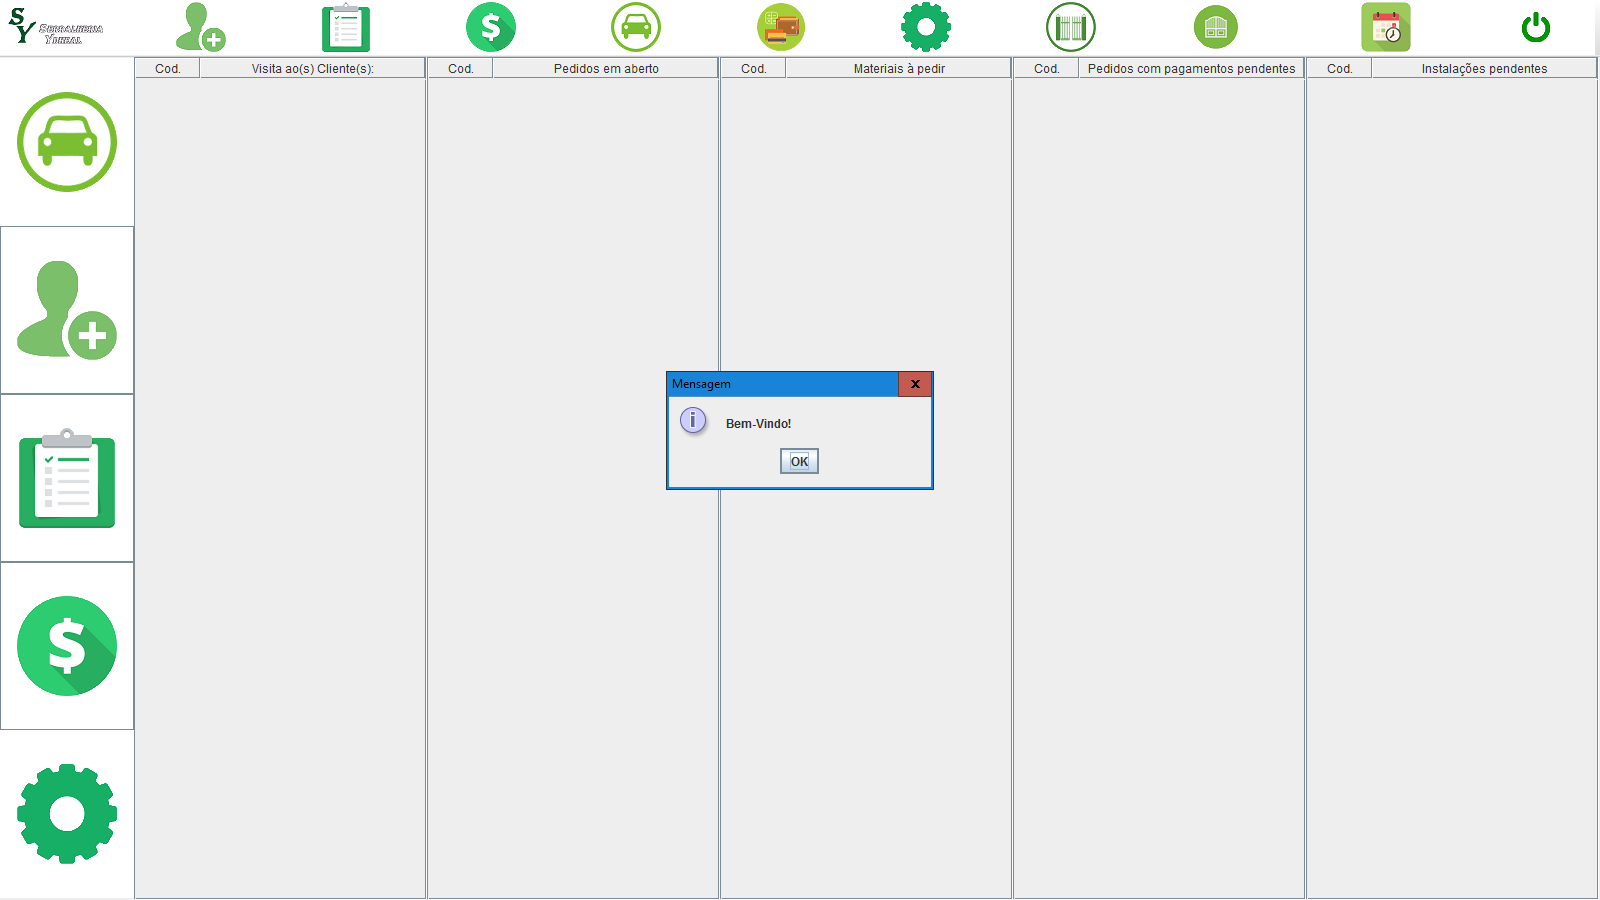 SY Serralheria
Cod.
Visita ao(s) Cliente(s):
Cod.
Pedidos em aberto
Cod.
Materiais à pedir
Cod.
Pedidos com pagamentos pendentes
Cod.
Instalações pendentes
Mensagem
x
i
Bem-Vindo!
OK
$
$